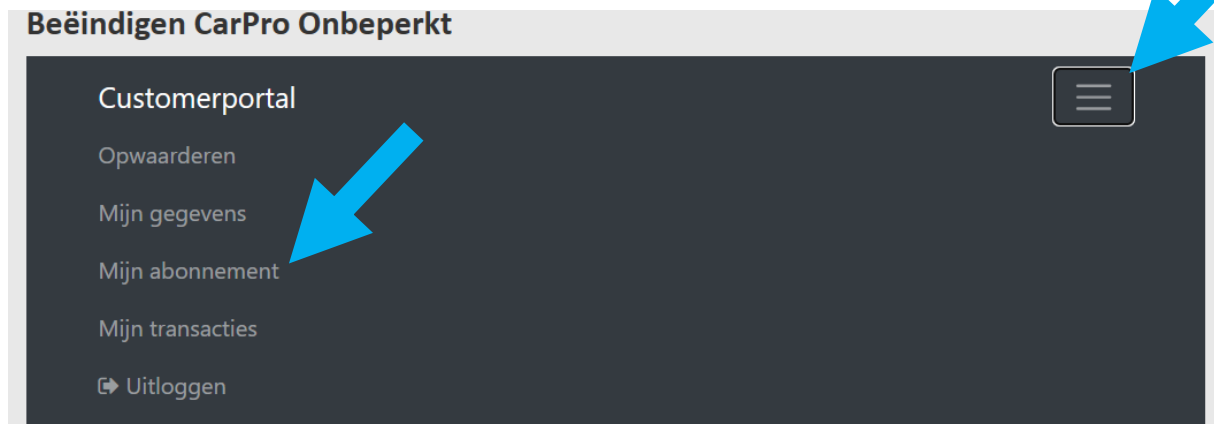 Beëindigen CarPro Onbeperkt
Customerportal
Opwaarderen
Mijn gegevens
Mijn abonnement
Mijn transacties
Uitloggen